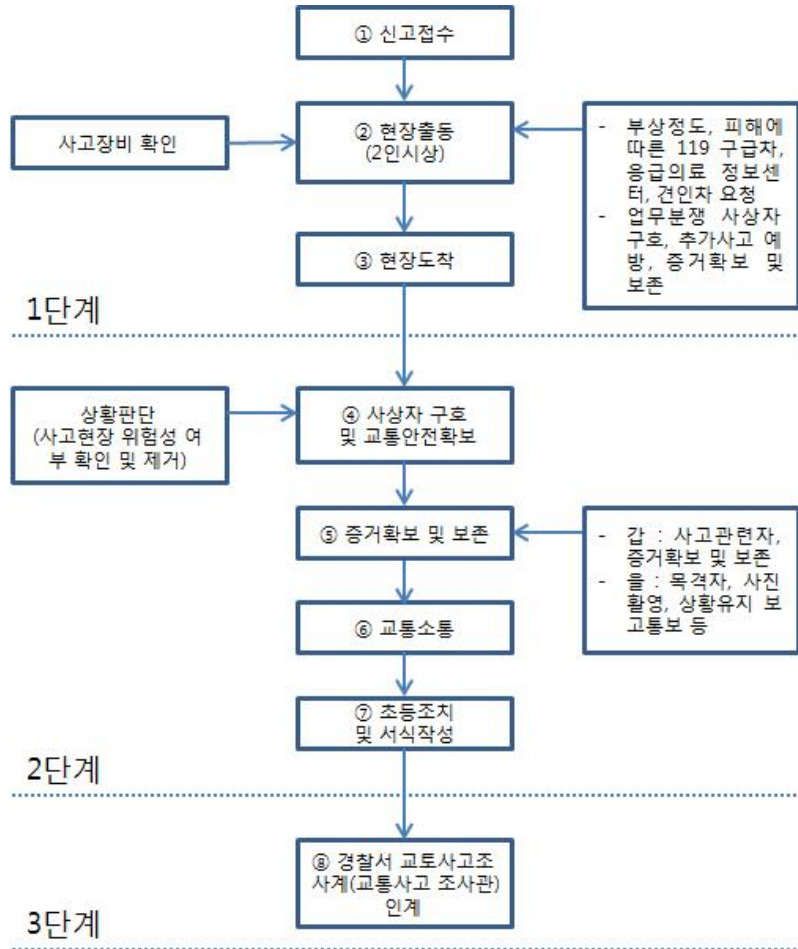 ① 신고접수
사고장비 확인
② 현장출동
(2인시상)
- 부상정도, 피해에
따른 119 구급차,
응급의료 정보센
터, 견인차 요청
- 업무분쟁 사상자
구호, 추가사고 예
방, 증거확보 및
보존
③ 현장도착
1단계
상황판단
(사고현장 위험성 여
부 확인 및 제거)
④ 사상자 구호
및 교통안전확보
⑤ 증거확보 및 보존
- 갑 : 사고관련자,
증거확보 및 보존
- 을 : 목격자, 사진
촬영, 상황유지 보
고통보 등
⑥ 교통소통
⑦ 초등조치
및 서식작성
2단계
⑧ 경찰서 교토사고조
사계(교통사고 조사관)
인계
3단계